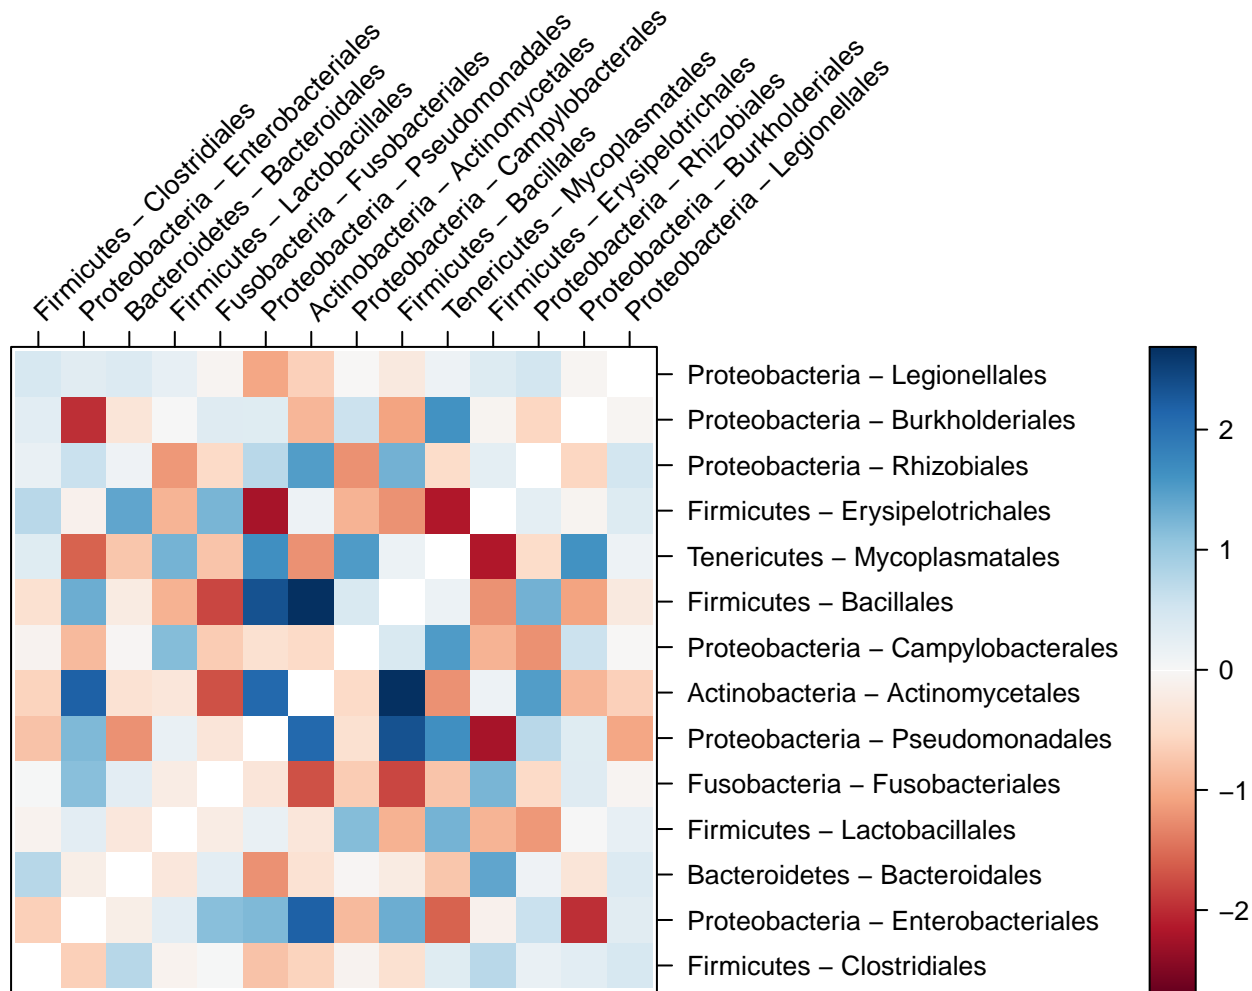 Firmicutes – Clostridiales
Proteobacteria – Enterobacteriales
Bacteroidetes – Bacteroidales
Firmicutes – Lactobacillales
Fusobacteria – Fusobacteriales
Proteobacteria – Pseudomonadales
Actinobacteria – Actinomycetales
Proteobacteria – Campylobacterales
Firmicutes – Bacillales
Tenericutes – Mycoplasmatales
Firmicutes – Erysipelotrichales
Proteobacteria – Rhizobiales
Proteobacteria – Burkholderiales
Proteobacteria – Legionellales
Proteobacteria – Legionellales
Proteobacteria – Burkholderiales
Proteobacteria – Rhizobiales
Firmicutes – Erysipelotrichales
Tenericutes – Mycoplasmatales
Firmicutes – Bacillales
Proteobacteria – Campylobacterales
Actinobacteria – Actinomycetales
Proteobacteria – Pseudomonadales
Fusobacteria – Fusobacteriales
Firmicutes – Lactobacillales
Bacteroidetes – Bacteroidales
Proteobacteria – Enterobacteriales
Firmicutes – Clostridiales
2
1
0
−1
−2